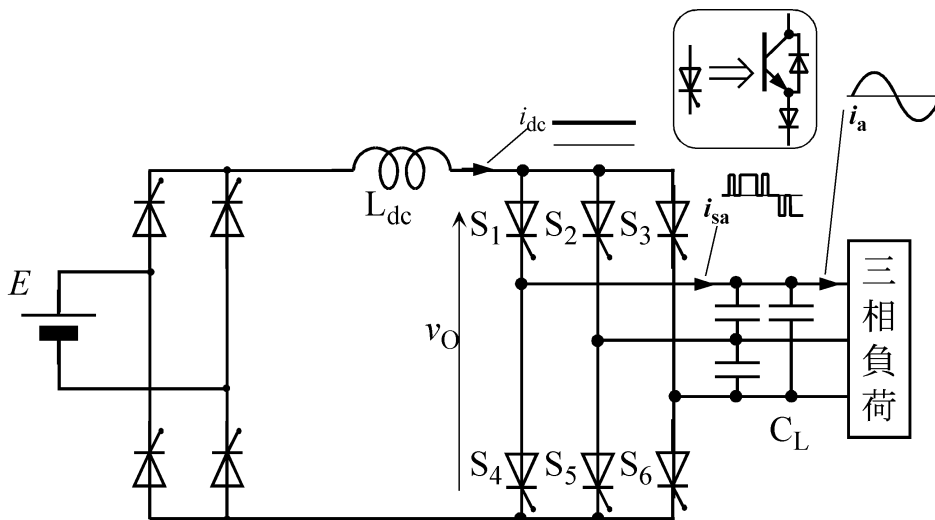 i_dc
i_a
L_dc
S_1
S_2
S_3
i_sa
E
v_O
三相負荷
C_L
S_4
S_5
S_6